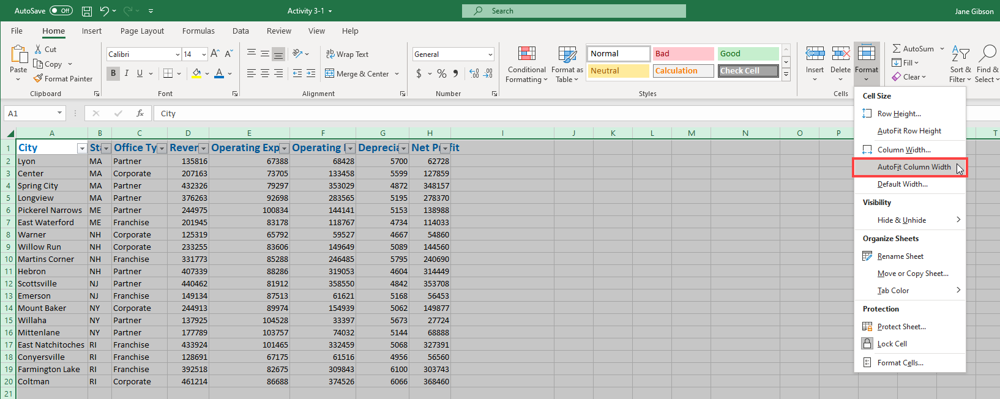 AutoSave Off Activity 3-1 Search Jane Gibson
File Home Insert Page Layout Formulas Data Review View Help
Paste Cut Copy Format Painter
Clipboard
Calibri 14
B I U A A A
Font
ab Wrap Text
Merge & Center
Alignment
General
$ % 9 .00 .00
Number
Conditional Formatting
Format as Table
Normal Bad Good
Neutral Calculation Check Cell
Styles
Insert Delete Format
Cells
AutoSum
Fill
Clear
Sort & Filter
Find & Select
A1 fx City
A B C D E F G H I J K L M N O P T
1 City Sta Office Ty Rever Operating Exp Operating Deprecia Net Profit
2 Lyon MA Partner 135816 67388 68428 5700 62728
3 Center MA Corporate 207163 73705 133458 5599 127859
4 Spring City MA Partner 432326 79297 353029 4872 348157
5 Longview MA Partner 376263 92698 283565 5195 278370
6 Pickerel Narrows ME Partner 244975 100834 144141 5153 138988
7 East Waterford ME Franchise 201945 83178 118767 4734 114033
8 Warner NH Corporate 125319 65792 59527 4667 54860
9 Willow Run NH Corporate 233255 83606 149649 5089 144560
10 Martins Corner NH Franchise 331773 85288 246485 5795 240690
11 Hebron NH Partner 407339 88286 319053 4604 314449
12 Scottsville NJ Partner 440462 81912 358550 4842 353708
13 Emerson NJ Franchise 149134 87513 61621 5168 56453
14 Mount Baker NY Corporate 244913 89974 154939 5062 149877
15 Willaha NY Partner 137925 104528 33397 5673 27724
16 Mittenlane NY Partner 177789 103757 74032 5144 68888
17 East Natchitoches RI Franchise 433924 101465 332459 5068 327391
18 Conyersville RI Franchise 128691 67175 61516 4956 56560
19 Farmington Lake RI Franchise 392518 82675 309843 6100 303743
20 Coltman RI Corporate 461214 86688 374526 6066 368460
21
Cell Size
Row Height...
AutoFit Row Height
Column Width...
AutoFit Column Width
Default Width...
Visibility
Hide & Unhide
Organize Sheets
Rename Sheet
Move or Copy Sheet...
Tab Color
Protection
Protect Sheet...
Lock Cell
Format Cells...